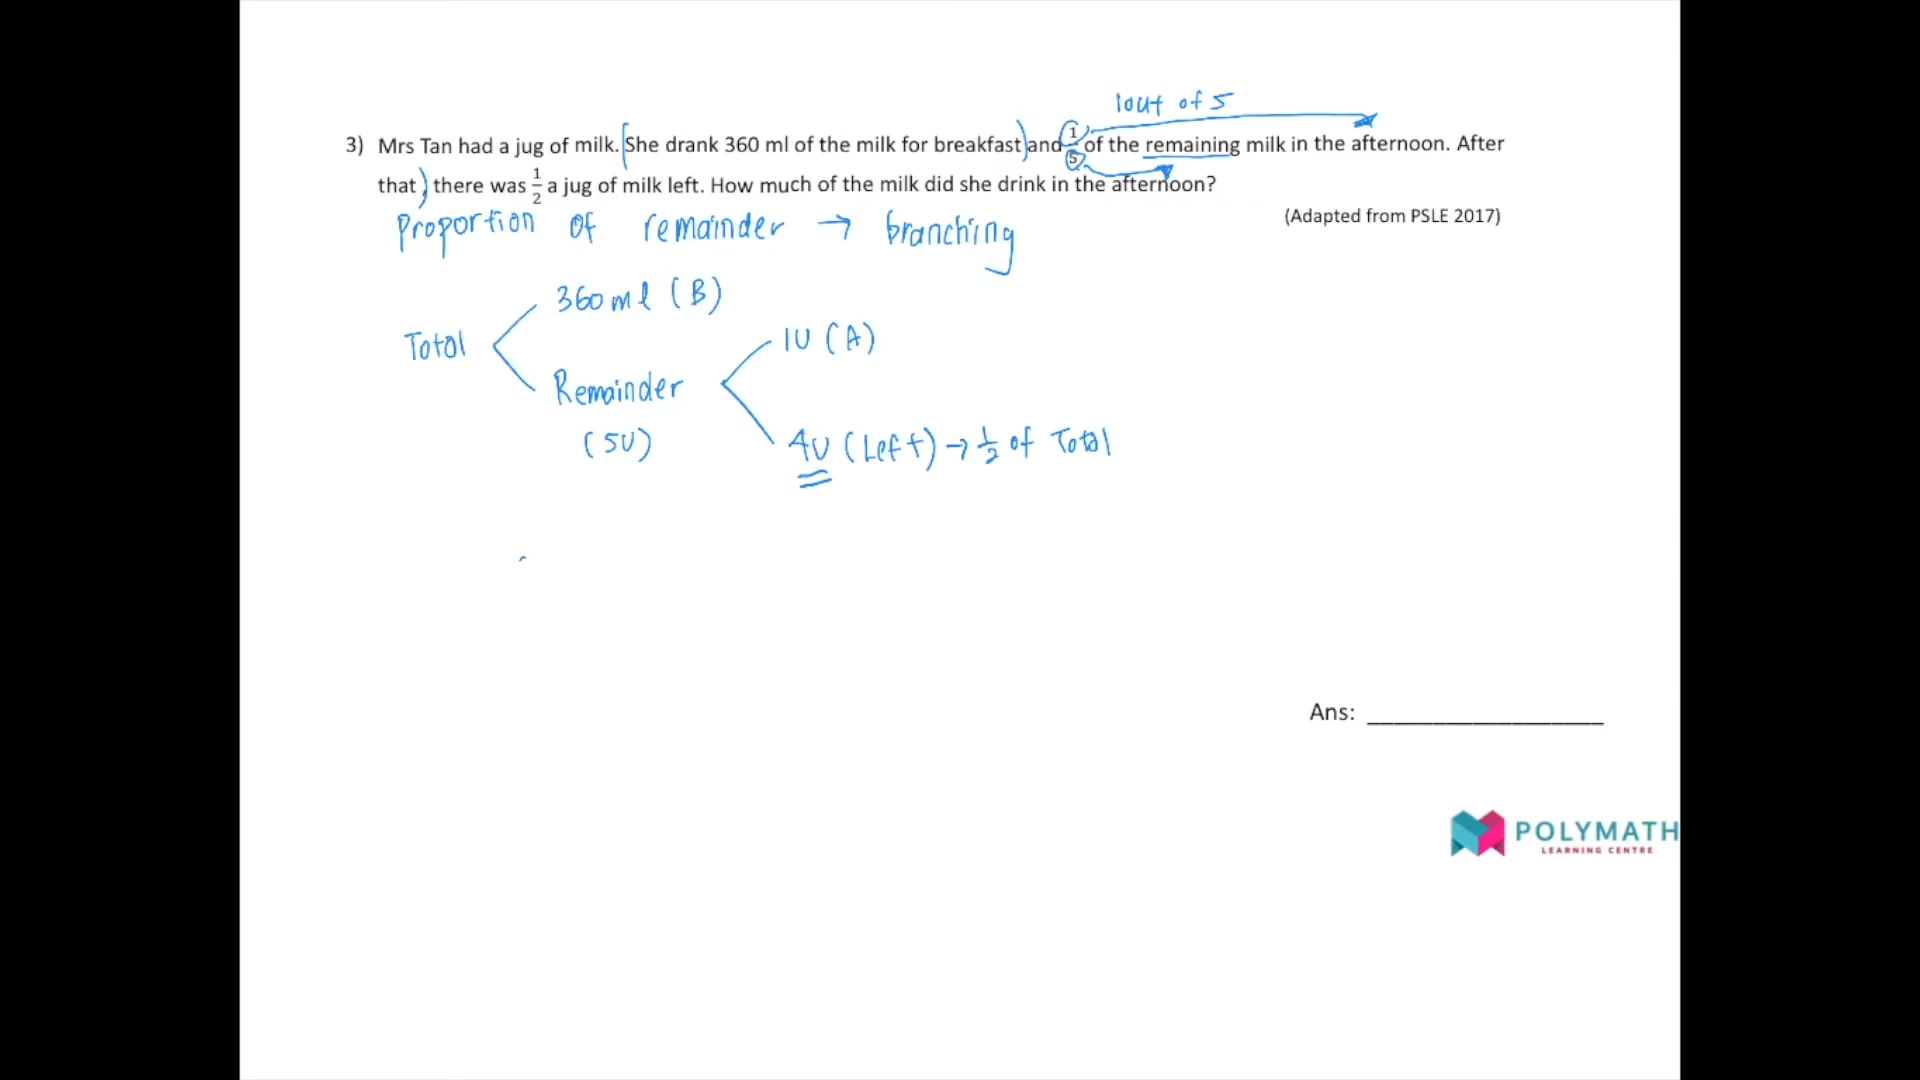 1 out of 5
3) Mrs Tan had a jug of milk. (She drank 360 ml of the milk for breakfast) and 1/5 of the remaining milk in the afternoon. After
that, there was 1/2 a jug of milk left. How much of the milk did she drink in the afternoon?
(Adapted from PSLE 2017)
Proportion of remainder → branching
360 ml (B)
1U (A)
Total
Remainder
(5U)
4U (Left) → 1/2 of Total
Ans: __________________
POLYMATH
LEARNING CENTRE